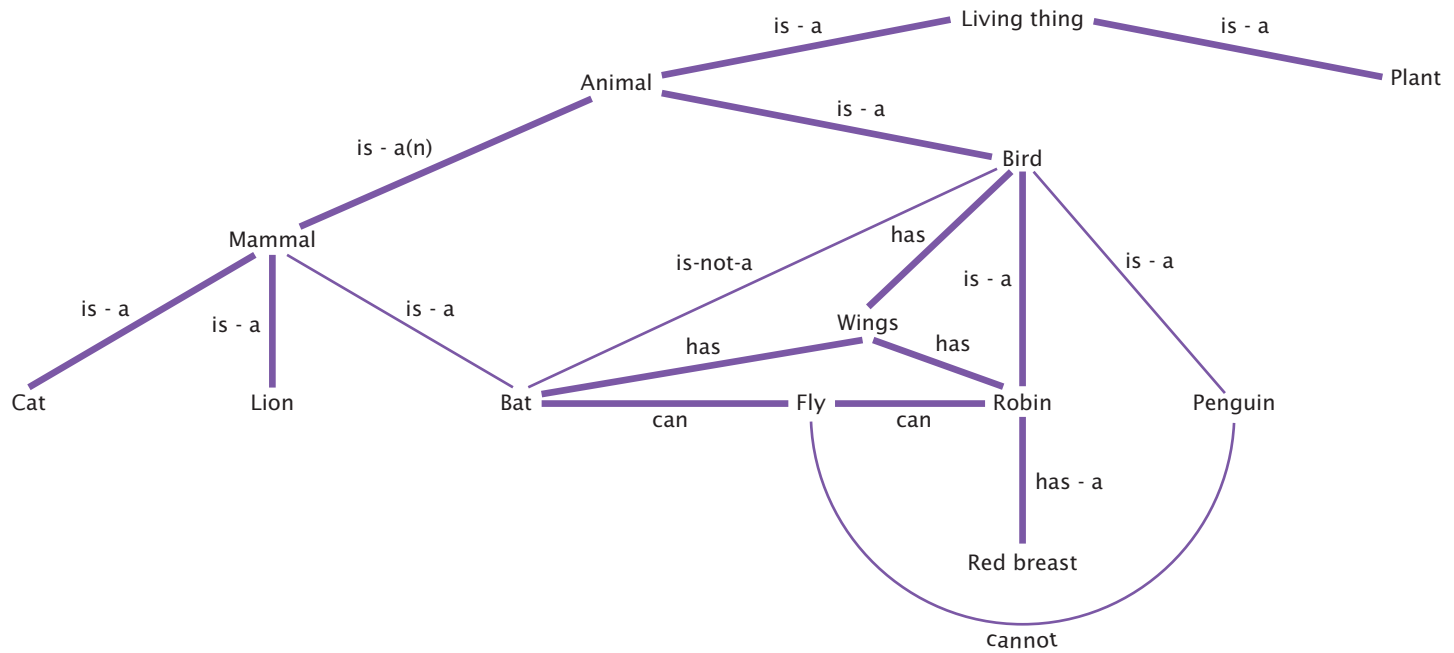 Living thing
is - a
is - a
Plant
Animal
is - a
is - a(n)
Bird
Mammal
has
is-not-a
is - a
is - a
is - a
is - a
is - a
Wings
has
has
Cat
Lion
Bat
Fly
Robin
Penguin
can
can
has - a
Red breast
cannot